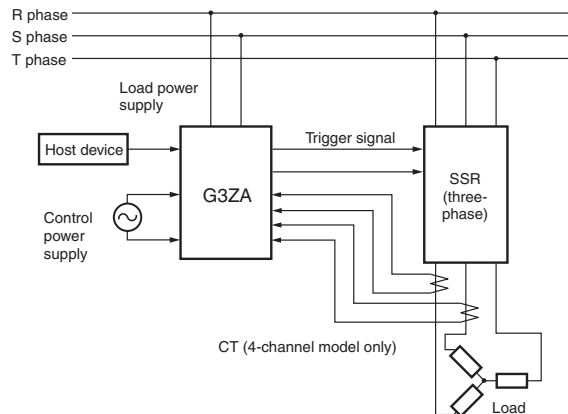 R phase
S phase
T phase
Load power
supply
Host device
Trigger signal
G3ZA
SSR
(three-
phase)
Control
power
supply
CT (4-channel model only)
Load